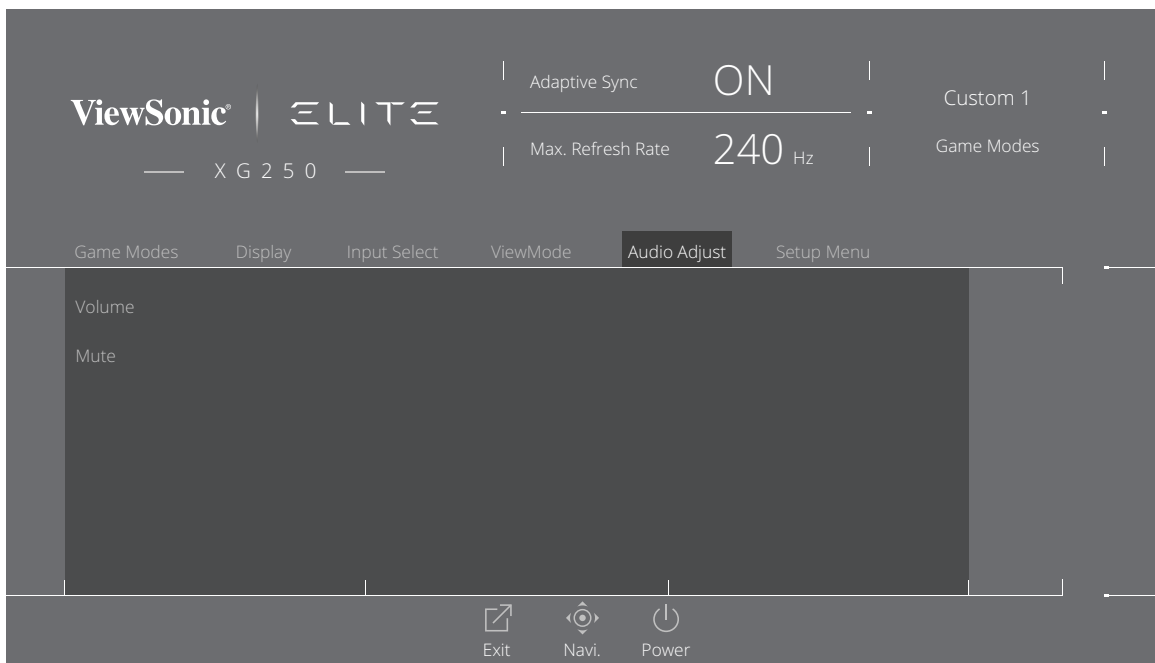 ViewSonic® ELITE
XG250
Adaptive Sync ON
Max. Refresh Rate 240 Hz
Custom 1
Game Modes
Game Modes Display Input Select ViewMode Audio Adjust Setup Menu
Volume
Mute
Exit Navi. Power